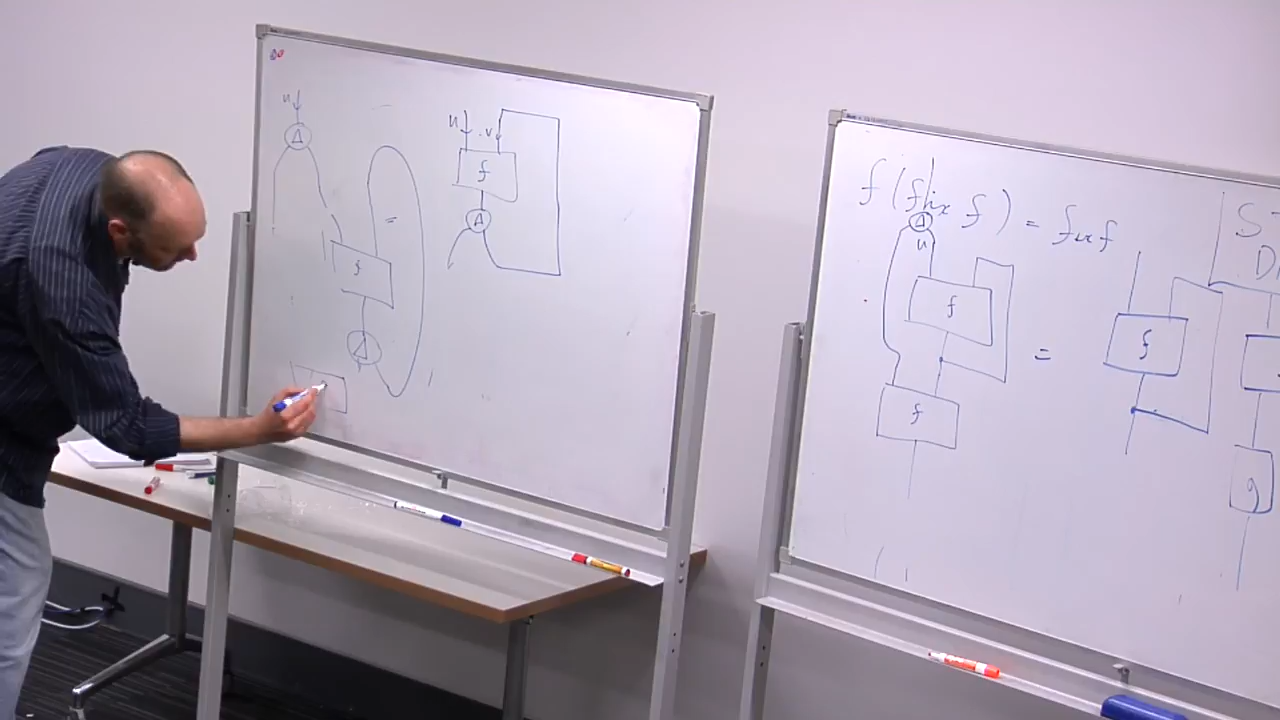 u
Δ
f
Δ
=
u v
f
Δ
f (fix f) = fix f
Δ
u
f
f
=
f
S
D
g